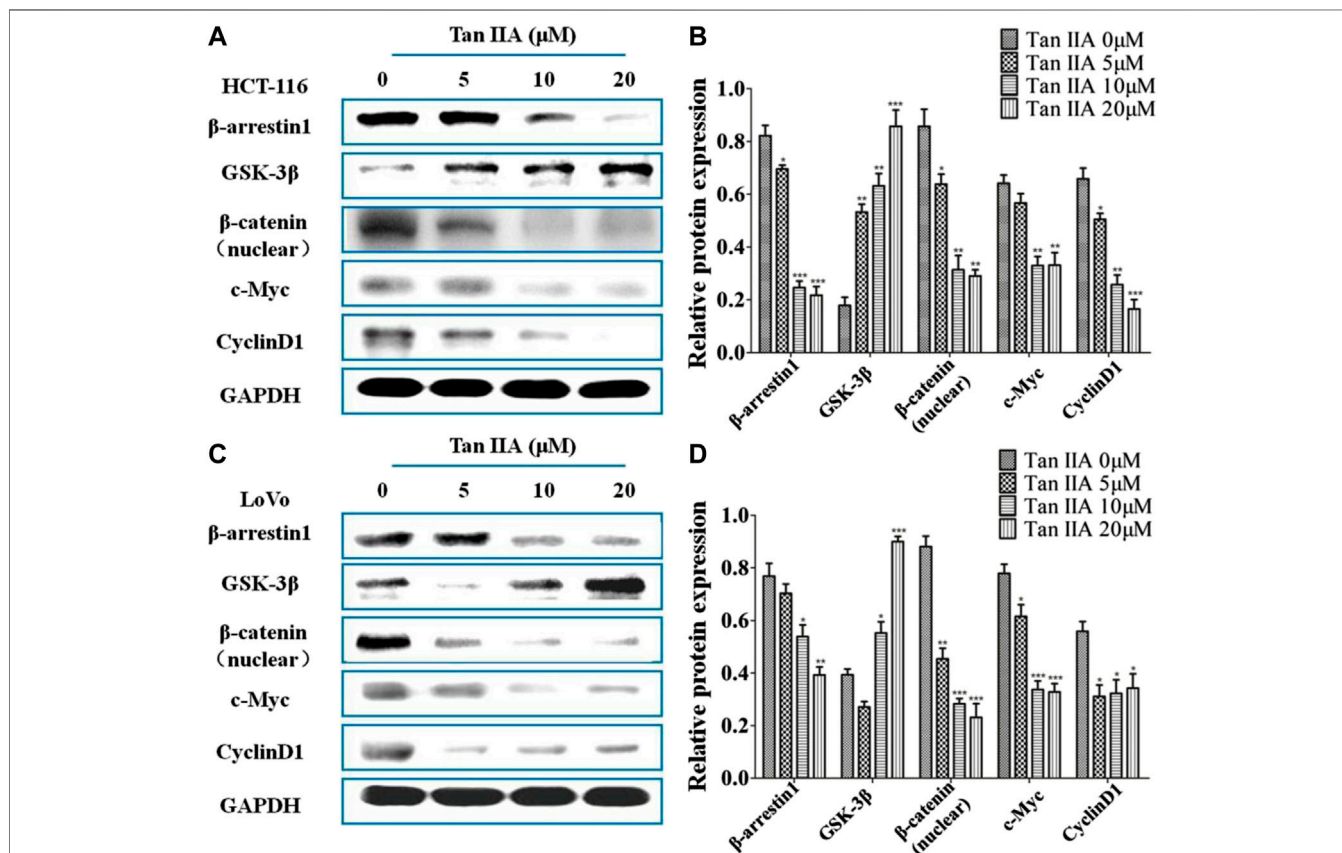 A
Tan IIA (μM)
0 5 10 20
HCT-116
β-arrestin1
GSK-3β
β-catenin
（nuclear）
c-Myc
CyclinD1
GAPDH
B
Tan IIA 0μM
Tan IIA 5μM
Tan IIA 10μM
Tan IIA 20μM
Relative protein expression
1.0
0.8
0.6
0.4
0.2
0.0
* *** ***
** ** ***
* ** **
** **
* ** ***
β-arrestin1
GSK-3β
β-catenin
(nuclear)
c-Myc
CyclinD1
C
Tan IIA (μM)
0 5 10 20
LoVo
β-arrestin1
GSK-3β
β-catenin
（nuclear）
c-Myc
CyclinD1
GAPDH
D
Tan IIA 0μM
Tan IIA 5μM
Tan IIA 10μM
Tan IIA 20μM
Relative protein expression
1.0
0.8
0.6
0.4
0.2
0.0
* **
* ***
** *** ***
* *** ***
* * *
β-arrestin1
GSK-3β
β-catenin
(nuclear)
c-Myc
CyclinD1